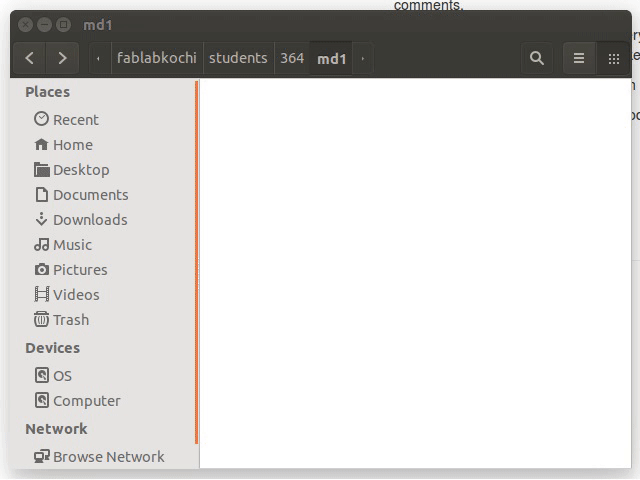 comments.
md1
fablabkochi students 364 md1
Places
Recent
Home
Desktop
Documents
Downloads
Music
Pictures
Videos
Trash
Devices
OS
Computer
Network
Browse Network